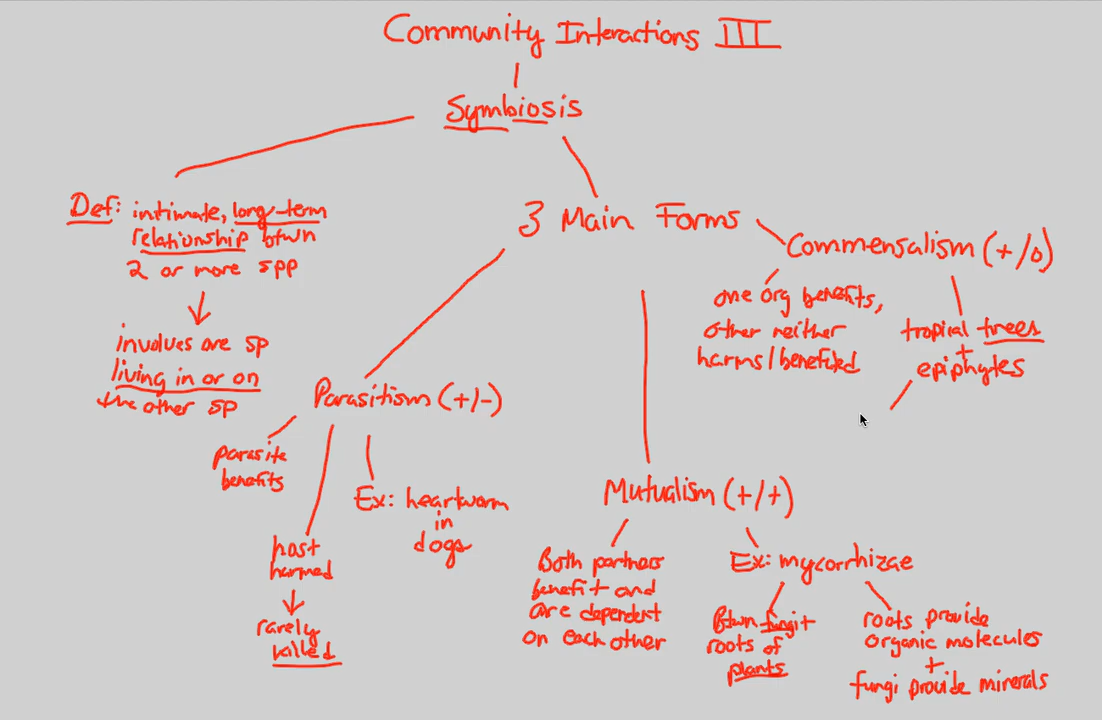 Community Interactions III
Symbiosis
Def: intimate, long-term
relationship btwn
2 or more spp
involves one sp
living in or on
the other sp
3 Main Forms
Parasitism (+/-)
parasite
benefits
host
harmed
rarely
killed
Ex: heartworm
in
dogs
Mutualism (+/+)
Both partners
benefit and
are dependent
on each other
Ex: mycorrhizae
Btwn fungi +
roots of
plants
roots provide
organic molecules
+
fungi provide minerals
Commensalism (+/0)
one org benefits,
other neither
harms/benefited
tropical trees
+
epiphytes